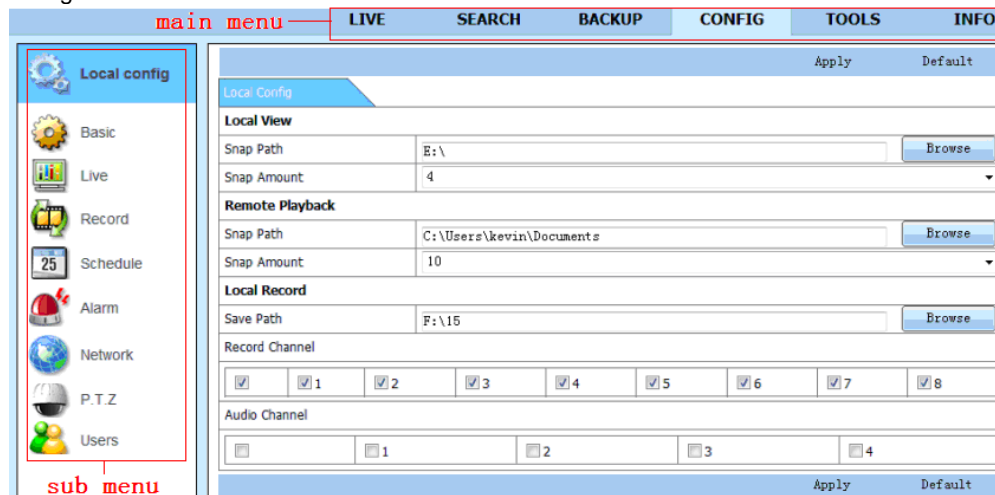 main menu LIVE SEARCH BACKUP CONFIG TOOLS INFO
Local config
Basic
Live
Record
Schedule
25
Alarm
Network
P.T.Z
Users
sub menu
Apply Default
Local Config
Local View
Snap Path E:\ Browse
Snap Amount 4
Remote Playback
Snap Path C:\Users\kevin\Documents Browse
Snap Amount 10
Local Record
Save Path F:\15 Browse
Record Channel
1 2 3 4 5 6 7 8
Audio Channel
1 2 3 4
Apply Default